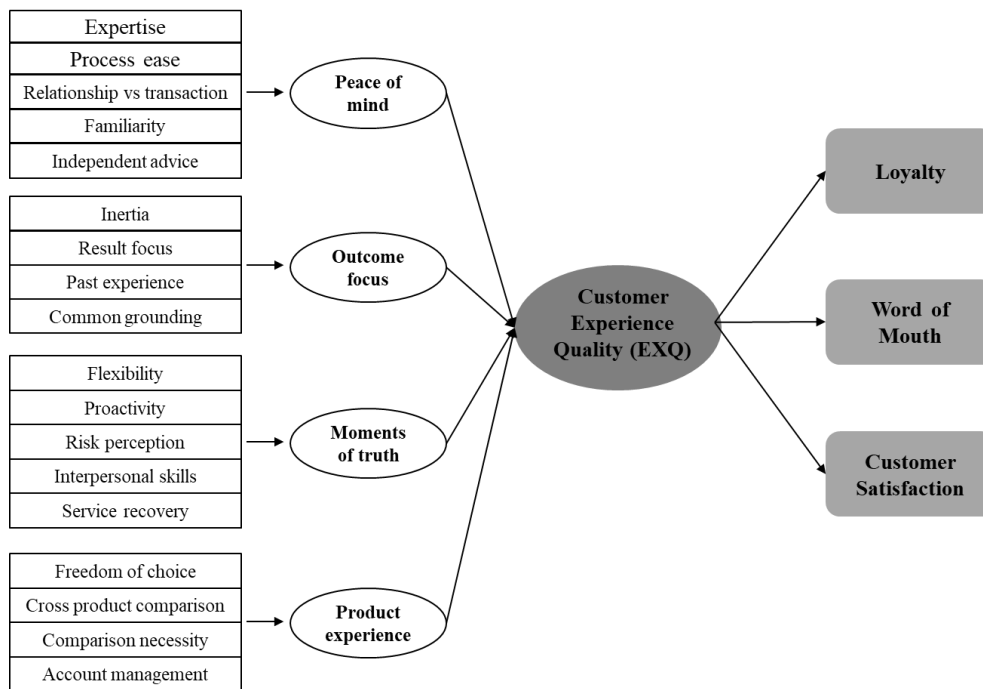 Expertise
Process ease
Relationship vs transaction
Familiarity
Independent advice
Peace of
mind
Inertia
Result focus
Past experience
Common grounding
Outcome
focus
Flexibility
Proactivity
Risk perception
Interpersonal skills
Service recovery
Moments
of truth
Freedom of choice
Cross product comparison
Comparison necessity
Account management
Product
experience
Customer
Experience
Quality (EXQ)
Loyalty
Word of
Mouth
Customer
Satisfaction